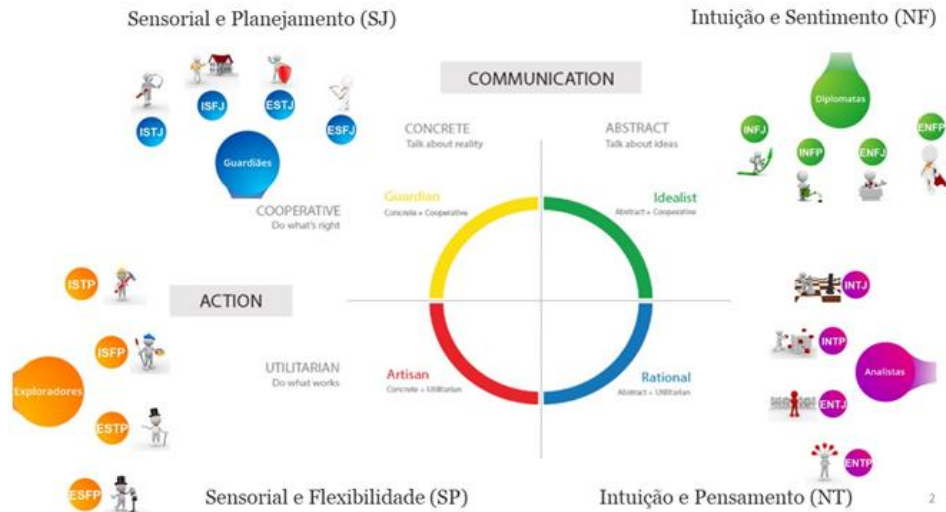 Sensorial e Planejamento (SJ)
Intuição e Sentimento (NF)
COMMUNICATION
ISTJ
ISFJ
ESTJ
ESFJ
Guardiães
CONCRETE
Talk about reality
ABSTRACT
Talk about ideas
Diplomatas
INFJ
INFP
ENFJ
ENFP
COOPERATIVE
Do what's right
Guardian
Concrete + Cooperative
Idealist
Abstract + Cooperative
ISTP
ISFP
ESTP
ESFP
Exploradores
ACTION
UTILITARIAN
Do what works
Artisan
Concrete + Utilitarian
Rational
Abstract + Utilitarian
INTJ
INTP
ENTJ
ENTP
Analistas
Sensorial e Flexibilidade (SP)
Intuição e Pensamento (NT)
2